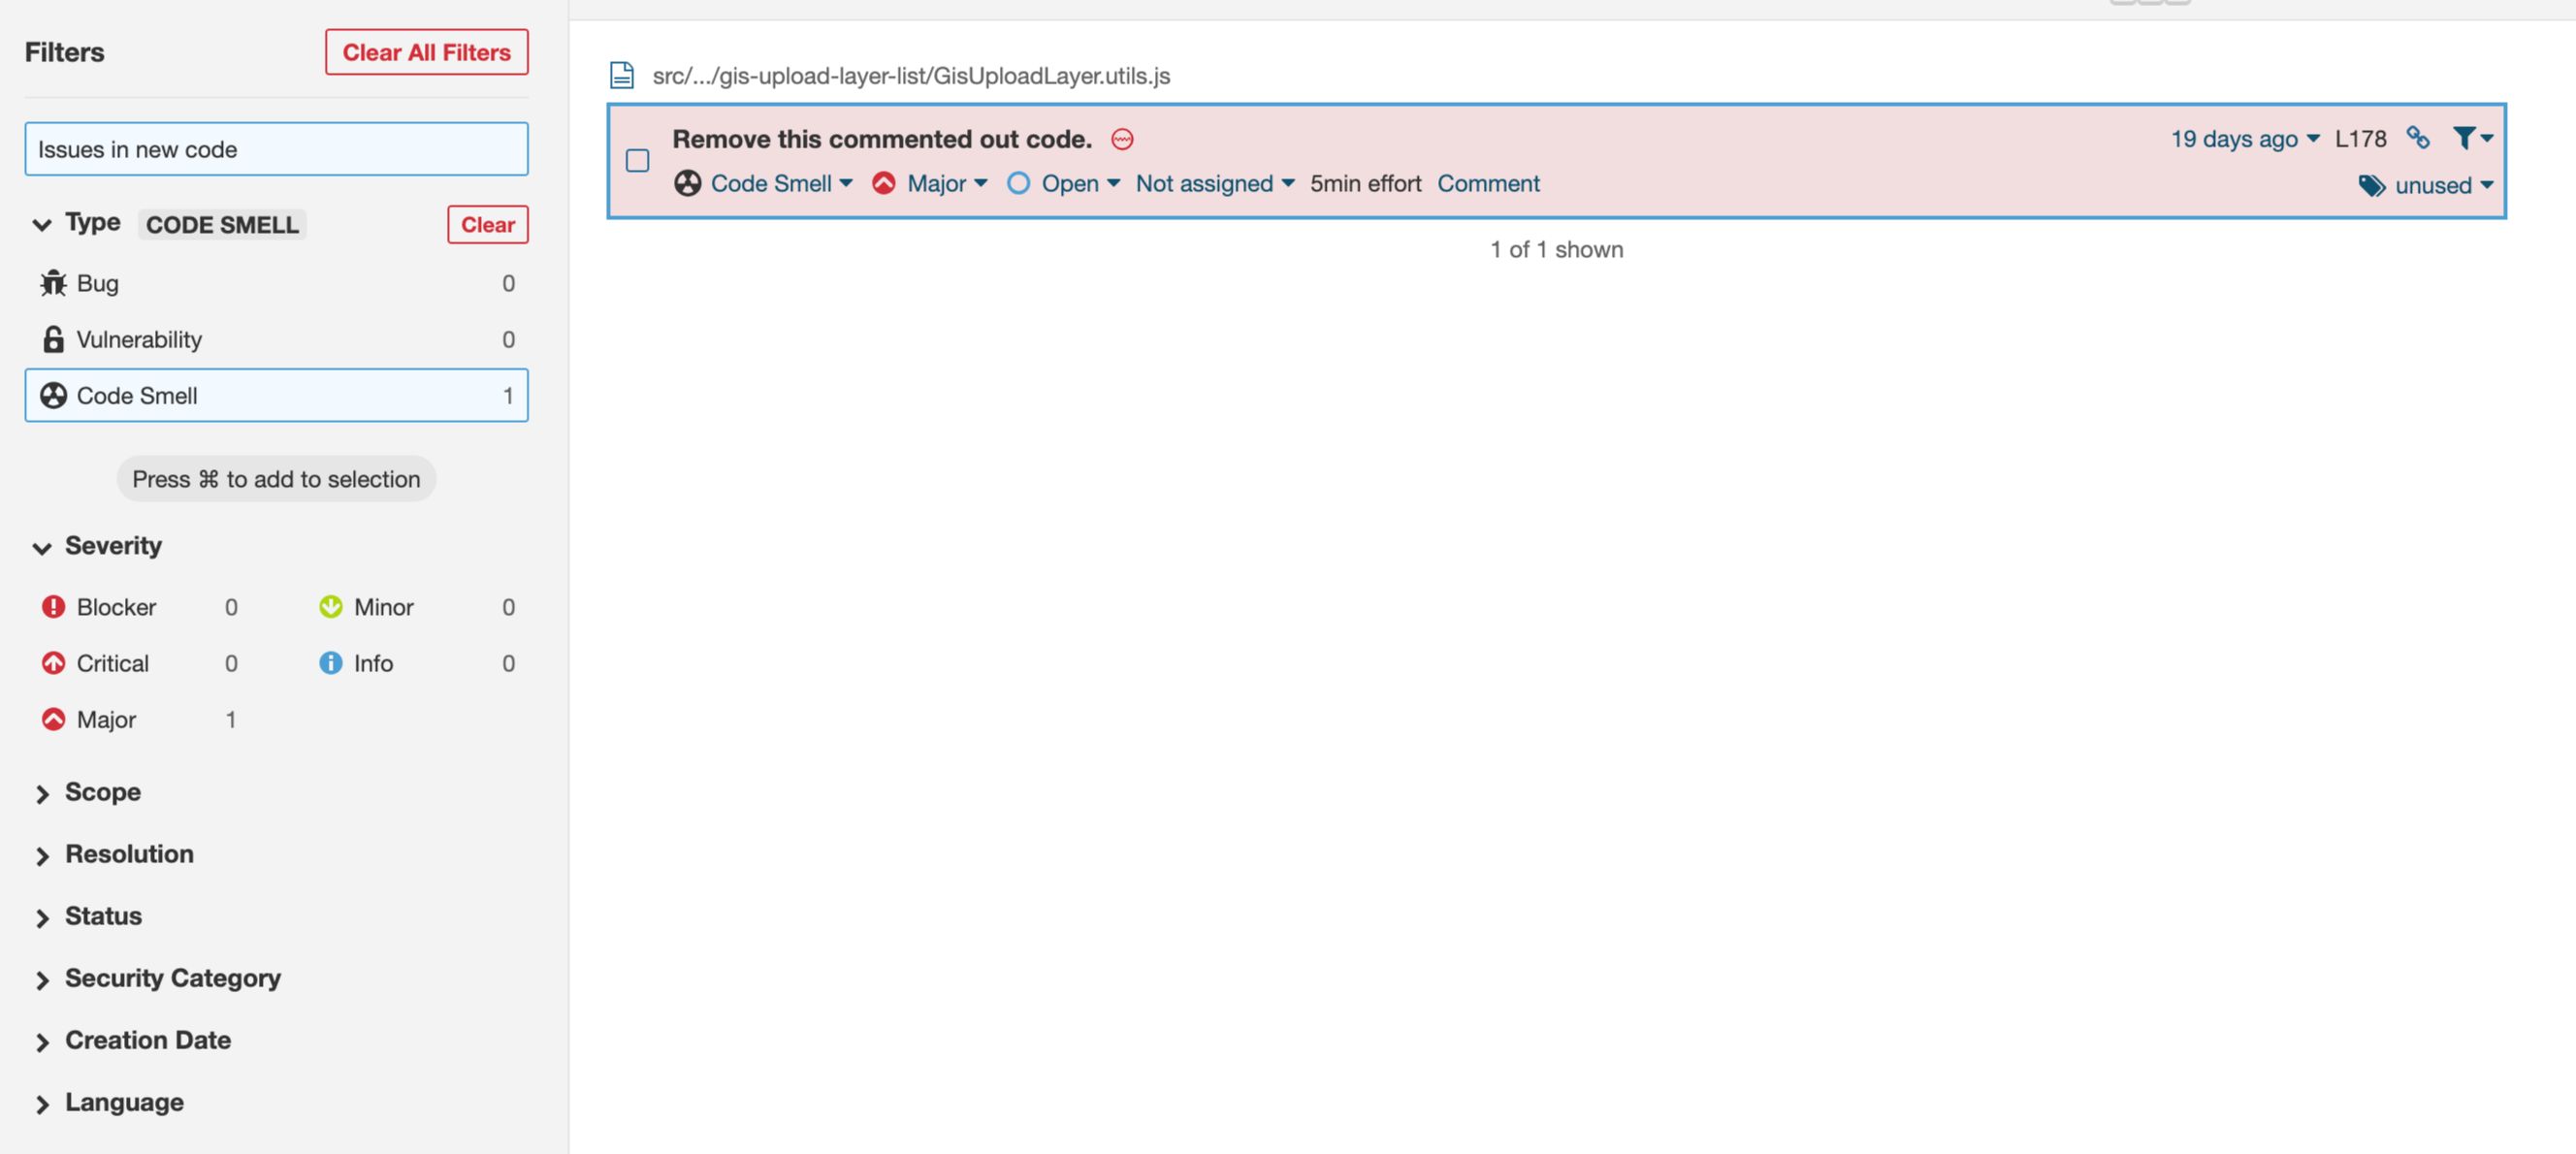 Filters
Clear All Filters
Issues in new code
Type CODE SMELL Clear
Bug 0
Vulnerability 0
Code Smell 1
Press ⌘ to add to selection
Severity
Blocker 0 Minor 0
Critical 0 Info 0
Major 1
Scope
Resolution
Status
Security Category
Creation Date
Language
src/.../gis-upload-layer-list/GisUploadLayer.utils.js
Remove this commented out code. 19 days ago L178
Code Smell Major Open Not assigned 5min effort Comment unused
1 of 1 shown